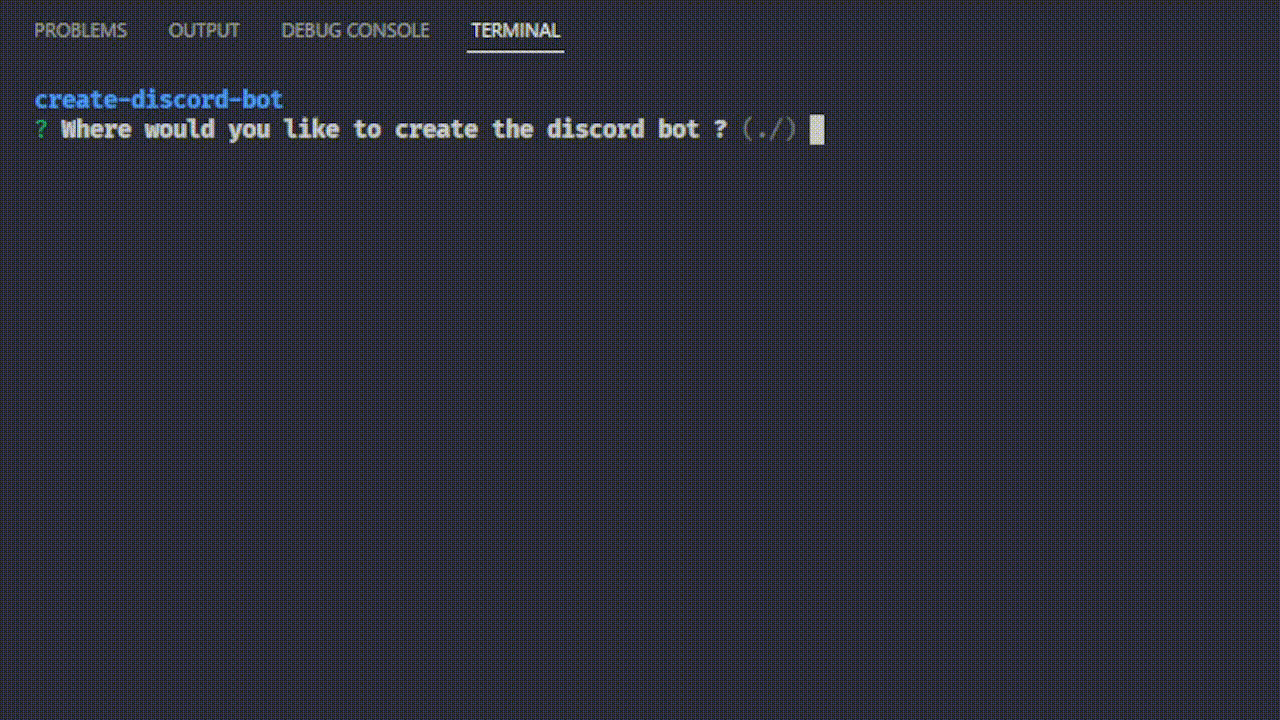 PROBLEMS OUTPUT DEBUG CONSOLE TERMINAL
create-discord-bot
? Where would you like to create the discord bot ? (./)